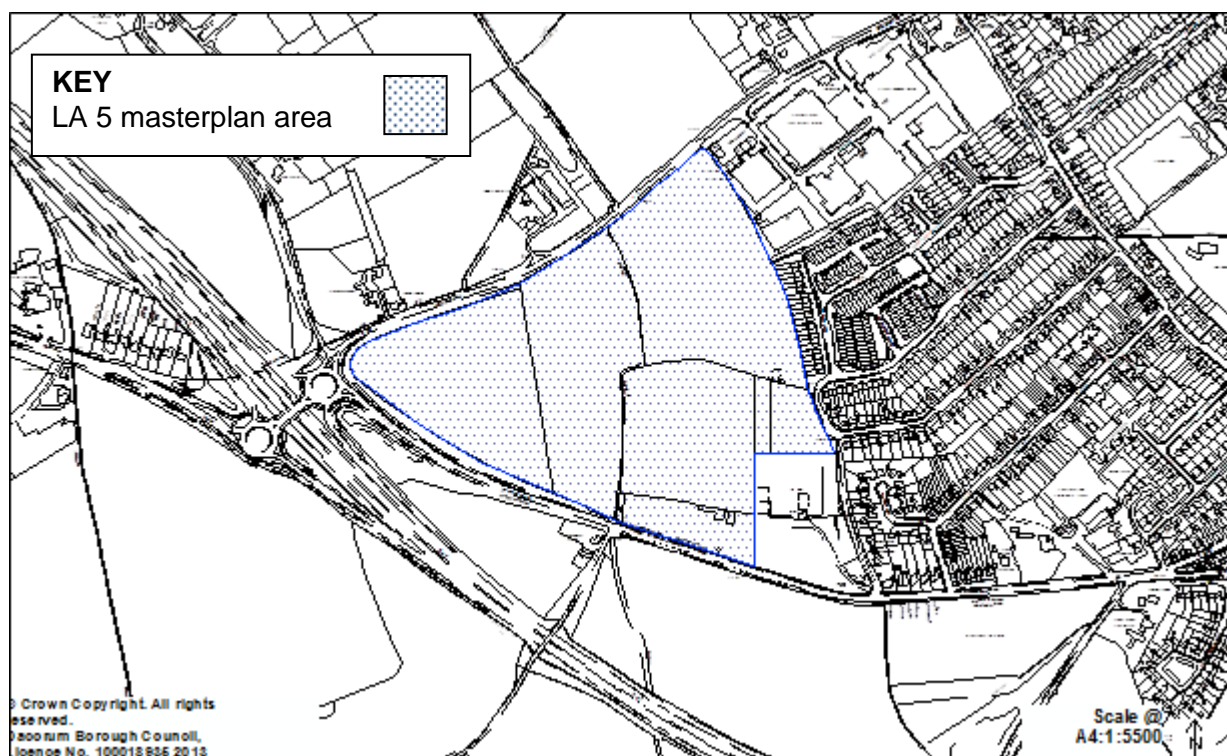 KEY
LA 5 masterplan area
Crown Copyright. All rights
eserved.
acorum Borough Council,
icence No. 100018935 2013
Scale @
A4:1:5500
N